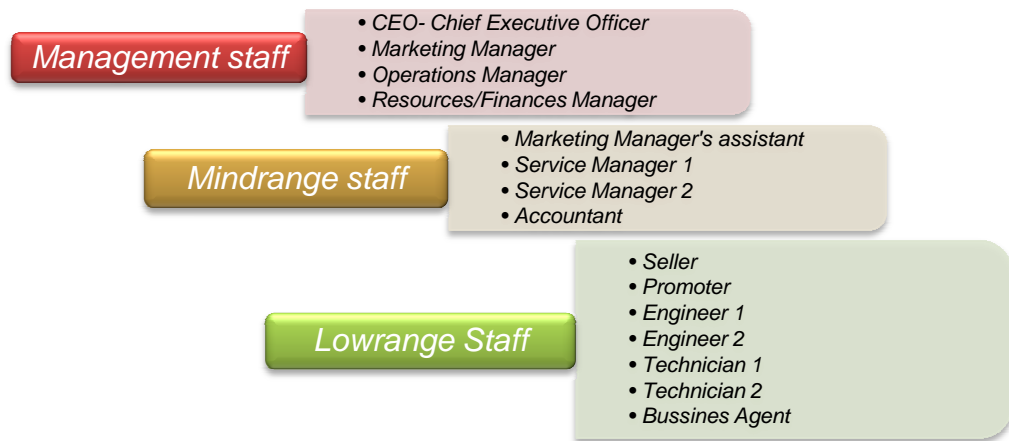 Management staff
• CEO- Chief Executive Officer
• Marketing Manager
• Operations Manager
• Resources/Finances Manager
Mindrange staff
• Marketing Manager's assistant
• Service Manager 1
• Service Manager 2
• Accountant
Lowrange Staff
• Seller
• Promoter
• Engineer 1
• Engineer 2
• Technician 1
• Technician 2
• Bussines Agent